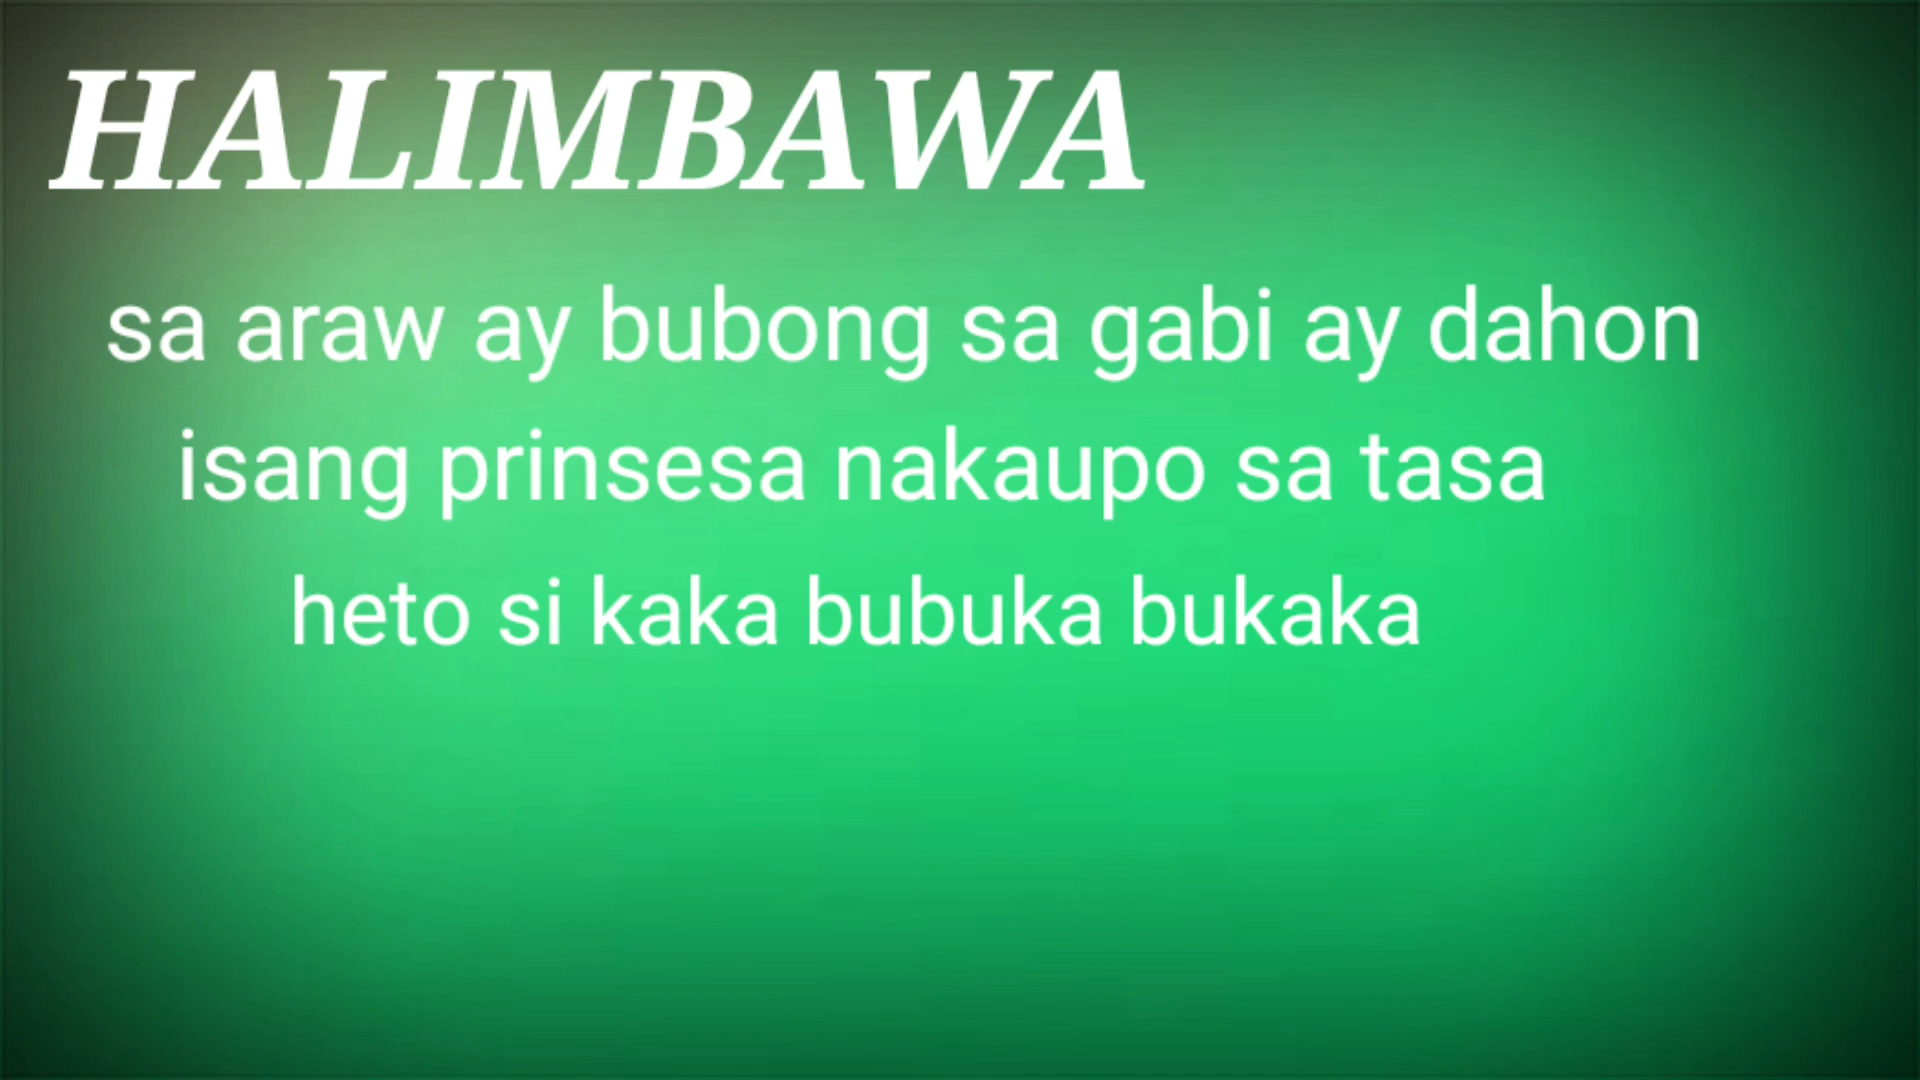 HALIMBAWA
sa araw ay bubong sa gabi ay dahon
isang prinsesa nakaupo sa tasa
heto si kaka bubuka bukaka